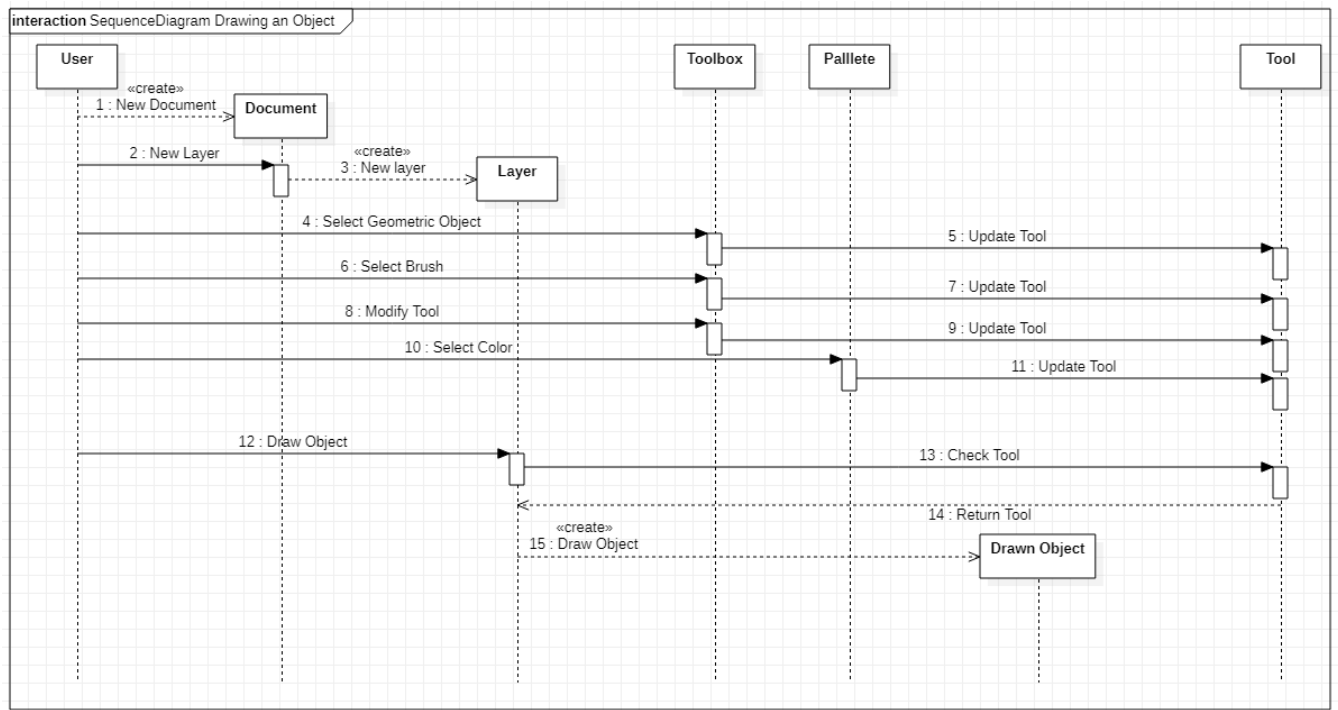 interaction SequenceDiagram Drawing an Object
User
Toolbox
Palllete
Tool
«create»
1 : New Document
Document
2 : New Layer
«create»
3 : New layer
Layer
4 : Select Geometric Object
5 : Update Tool
6 : Select Brush
7 : Update Tool
8 : Modify Tool
9 : Update Tool
10 : Select Color
11 : Update Tool
12 : Draw Object
13 : Check Tool
14 : Return Tool
«create»
15 : Draw Object
Drawn Object